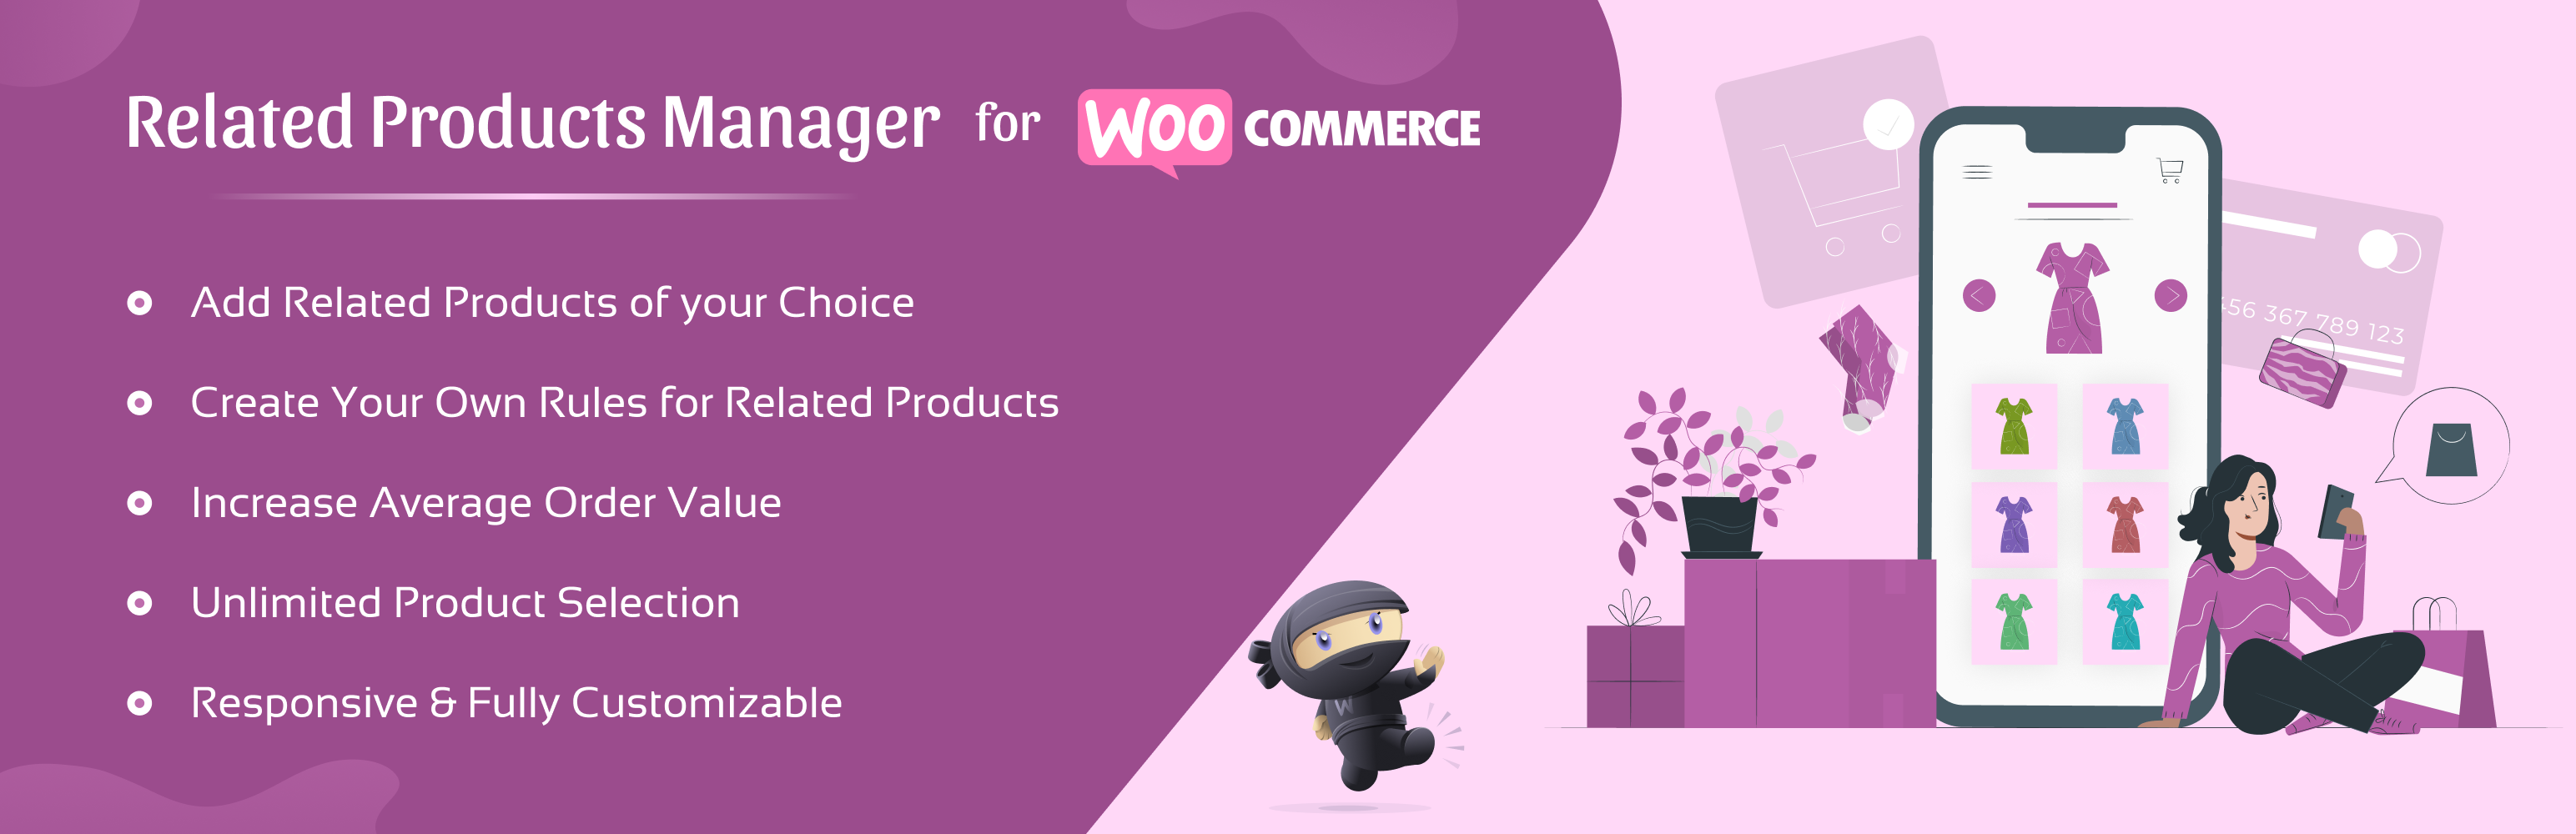 Related Products Manager for WOO COMMERCE
Add Related Products of your Choice
Create Your Own Rules for Related Products
Increase Average Order Value
Unlimited Product Selection
Responsive & Fully Customizable
456 367 789 123
W